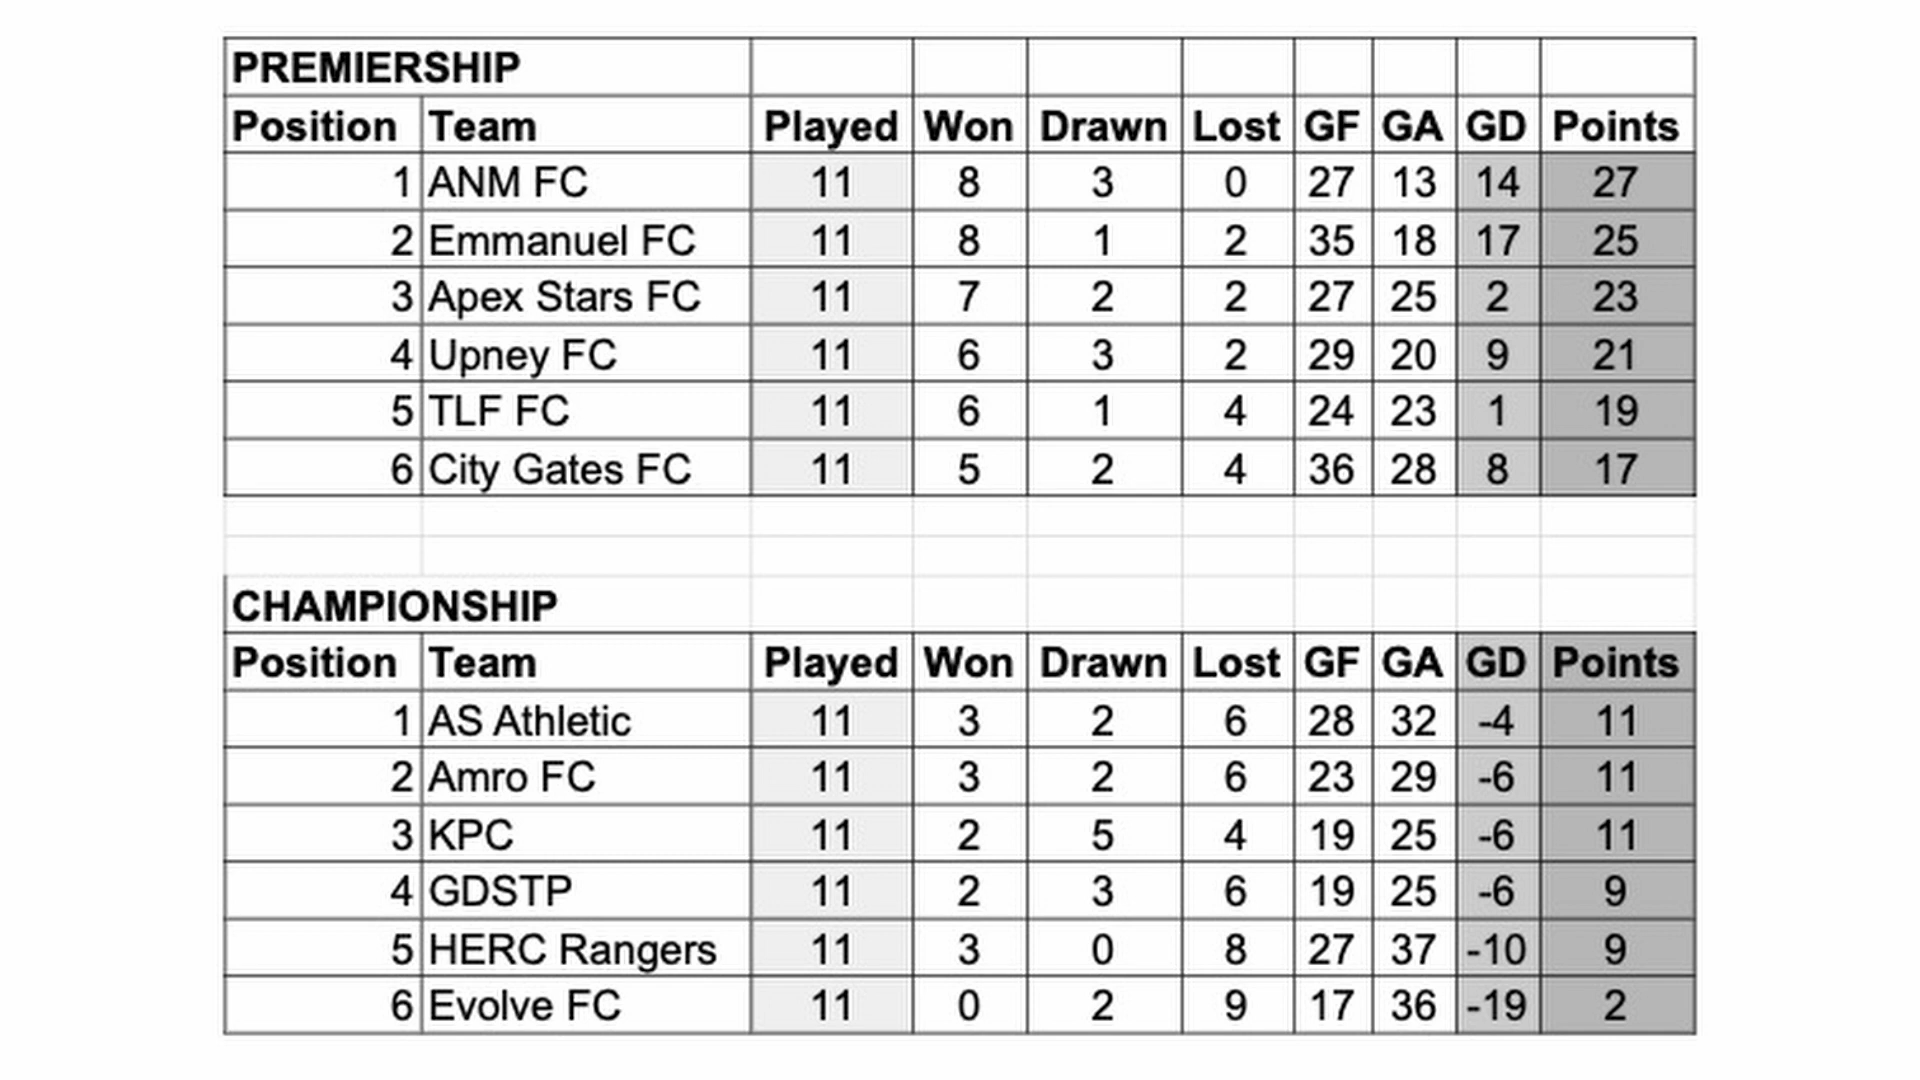 PREMIERSHIP
Position Team Played Won Drawn Lost GF GA GD Points
1 ANM FC 11 8 3 0 27 13 14 27
2 Emmanuel FC 11 8 1 2 35 18 17 25
3 Apex Stars FC 11 7 2 2 27 25 2 23
4 Upney FC 11 6 3 2 29 20 9 21
5 TLF FC 11 6 1 4 24 23 1 19
6 City Gates FC 11 5 2 4 36 28 8 17
CHAMPIONSHIP
Position Team Played Won Drawn Lost GF GA GD Points
1 AS Athletic 11 3 2 6 28 32 -4 11
2 Amro FC 11 3 2 6 23 29 -6 11
3 KPC 11 2 5 4 19 25 -6 11
4 GDSTP 11 2 3 6 19 25 -6 9
5 HERC Rangers 11 3 0 8 27 37 -10 9
6 Evolve FC 11 0 2 9 17 36 -19 2